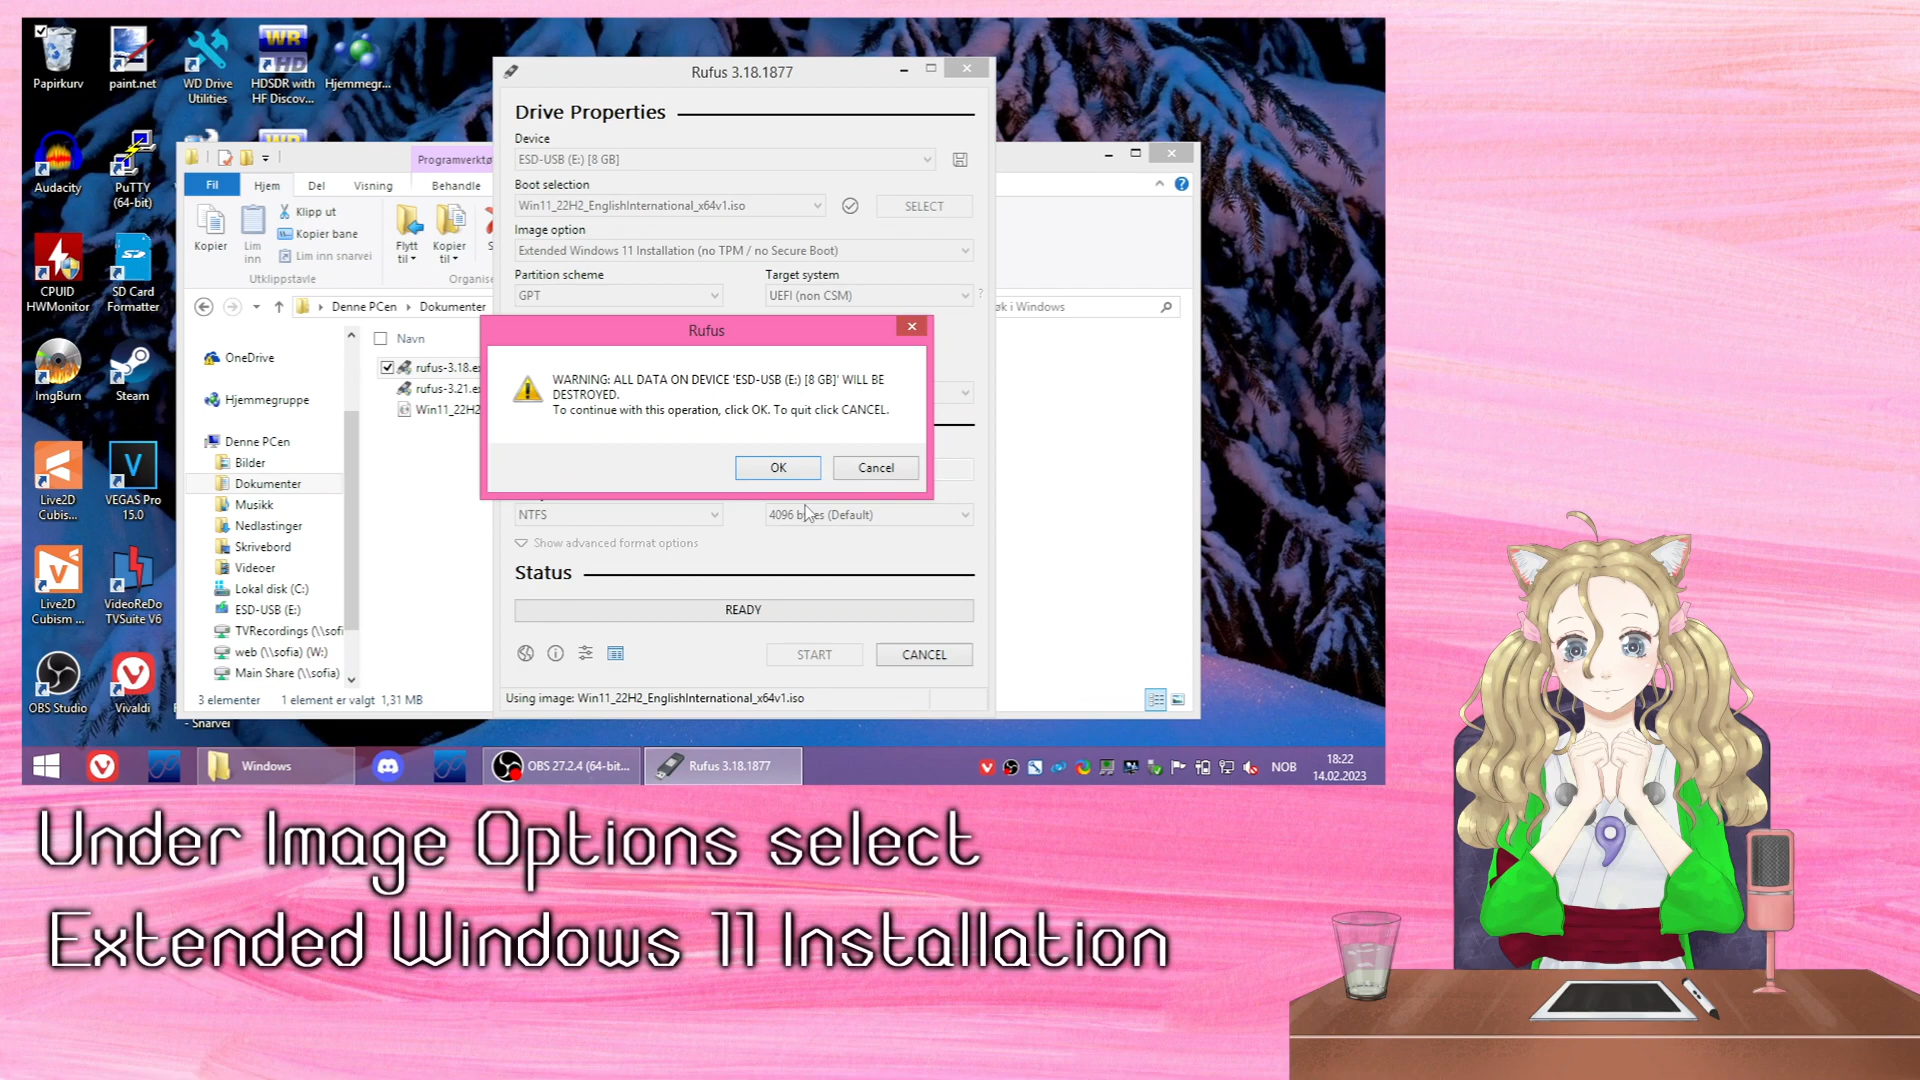 Papirkurv
paint.net
WD Drive Utilities
HDSDR with HF Discov...
Hjemmegr...
Audacity
PuTTY (64-bit)
CPUID HWMonitor
SD Card Formatter
ImgBurn
Steam
Live2D Cubis...
VEGAS Pro 15.0
Live2D Cubism ...
VideoReDo TVSuite V6
OBS Studio
Vivaldi
- Snarvei
Programverktø
Fil
Hjem
Del
Visning
Behandle
Kopier
Lim inn
Klipp ut
Kopier bane
Lim inn snarvei
Utklippstavle
Flytt til
Kopier til
Organise
Denne PCen
Dokumenter
øk i Windows
Navn
rufus-3.18.ex
rufus-3.21.ex
Win11_22H2
OneDrive
Hjemmegruppe
Denne PCen
Bilder
Dokumenter
Musikk
Nedlastinger
Skrivebord
Videoer
Lokal disk (C:)
ESD-USB (E:)
TVRecordings (\\sofi
web (\\sofia) (W:)
Main Share (\\sofia)
3 elementer
1 element er valgt 1,31 MB
Rufus 3.18.1877
Drive Properties
Device
ESD-USB (E:) [8 GB]
Boot selection
Win11_22H2_EnglishInternational_x64v1.iso
SELECT
Image option
Extended Windows 11 Installation (no TPM / no Secure Boot)
Partition scheme
Target system
GPT
UEFI (non CSM)
?
Rufus
WARNING: ALL DATA ON DEVICE 'ESD-USB (E:) [8 GB]' WILL BE
DESTROYED.
To continue with this operation, click OK. To quit click CANCEL.
OK
Cancel
NTFS
4096 bytes (Default)
Show advanced format options
Status
READY
START
CANCEL
Using image: Win11_22H2_EnglishInternational_x64v1.iso
Windows
OBS 27.2.4 (64-bit...
Rufus 3.18.1877
NOB
18:22
14.02.2023
Under Image Options select
Extended Windows 11 Installation